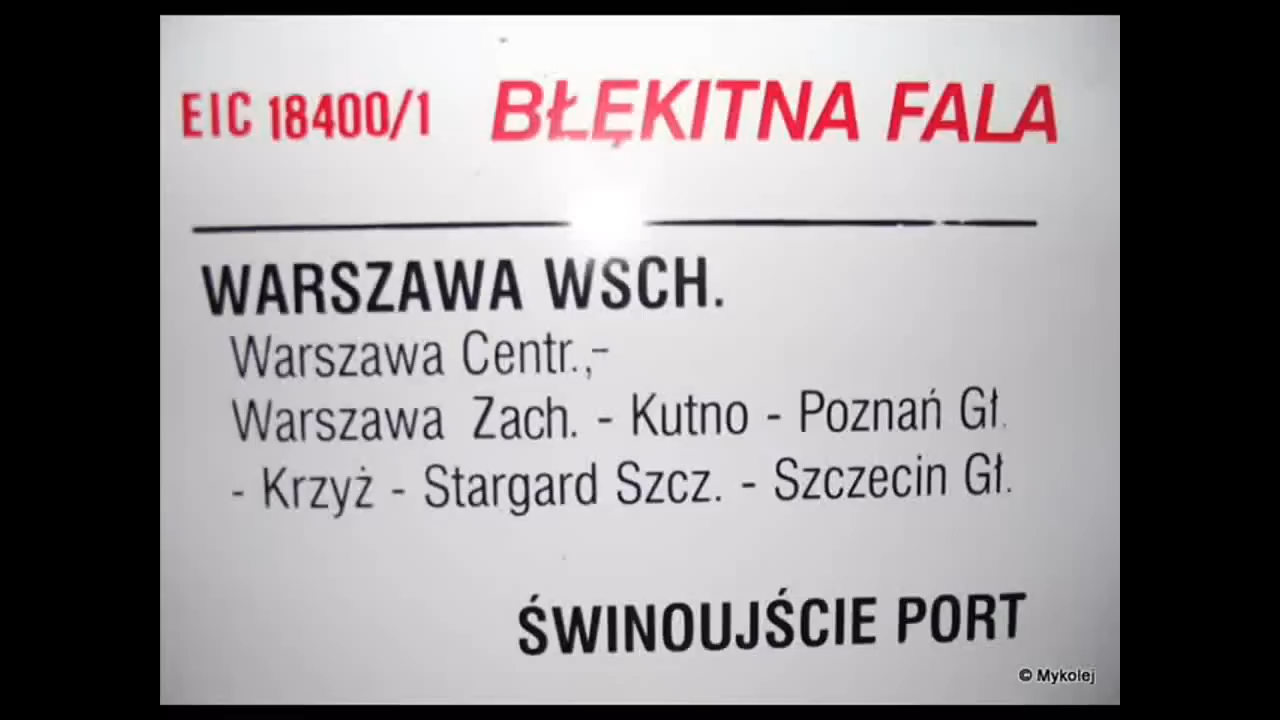 EIC 18400/1 BŁĘKITNA FALA
WARSZAWA WSCH.
Warszawa Centr.,-
Warszawa Zach. - Kutno - Poznań Gł.
- Krzyż - Stargard Szcz. - Szczecin Gł.
ŚWINOUJŚCIE PORT
© Mykolej